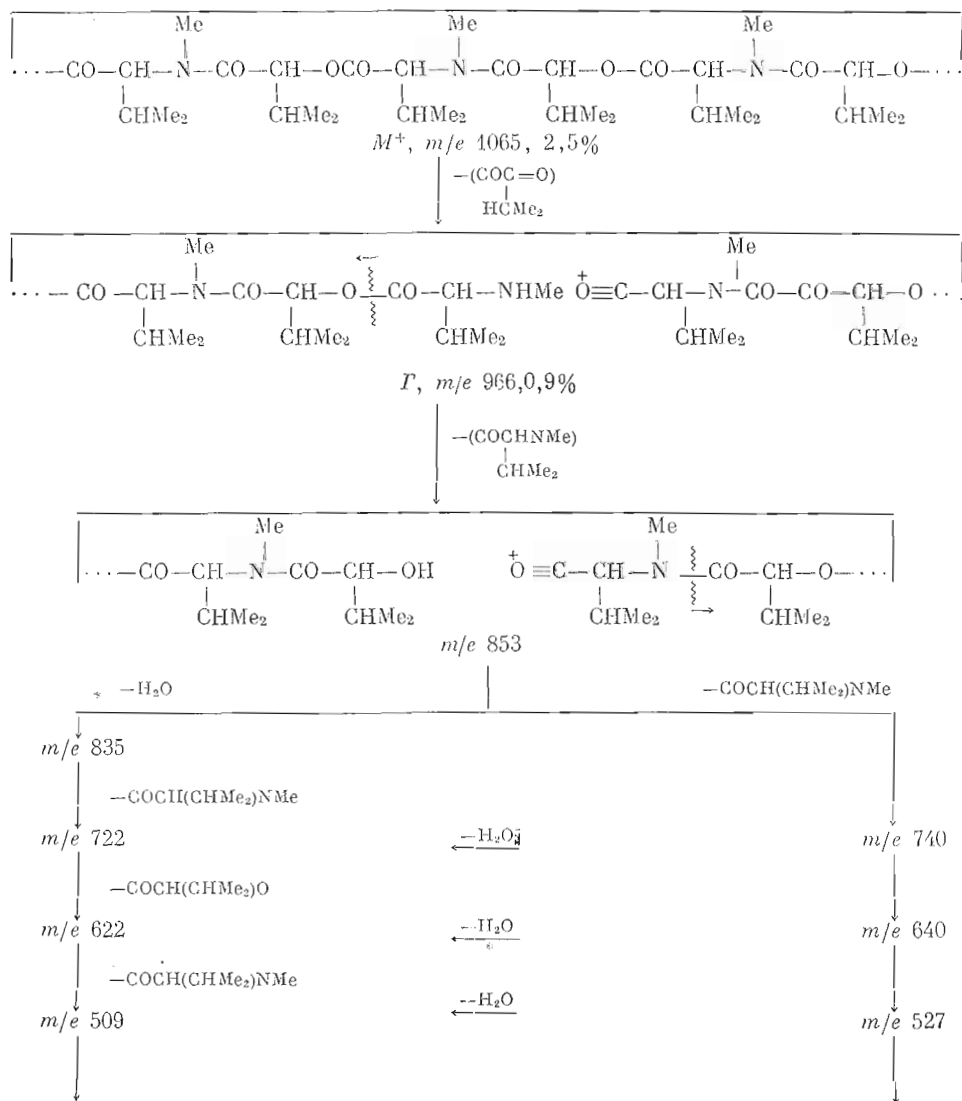 Me Me Me
···—CO—CH—N—CO—CH—OCO—CH—N—CO—CH—O—CO—CH—N—CO—CH—O—···
CHMe₂ CHMe₂ CHMe₂ CHMe₂ CHMe₂ CHMe₂
M⁺, m/e 1065, 2,5%
—(COC=O)
HCMe₂
Me Me
···—CO—CH—N—CO—CH—O—CO—CH—NHMe O⁺≡C—CH—N—CO—CO—CH—O—··
CHMe₂ CHMe₂ CHMe₂ CHMe₂ CHMe₂
Г, m/e 966,0,9%
—(COCHNMe)
CHMe₂
Me Me
···—CO—CH—N—CO—CH—OH O⁺≡C—CH—N—CO—CH—O—···
CHMe₂ CHMe₂ CHMe₂ CHMe₂
m/e 853
* —H₂O —COCH(CHMe₂)NMe
m/e 835
—COCH(CHMe₂)NMe
m/e 722 —H₂O m/e 740
—COCH(CHMe₂)O
m/e 622 —H₂O m/e 640
*
—COCH(CHMe₂)NMe
—H₂O
m/e 509 m/e 527